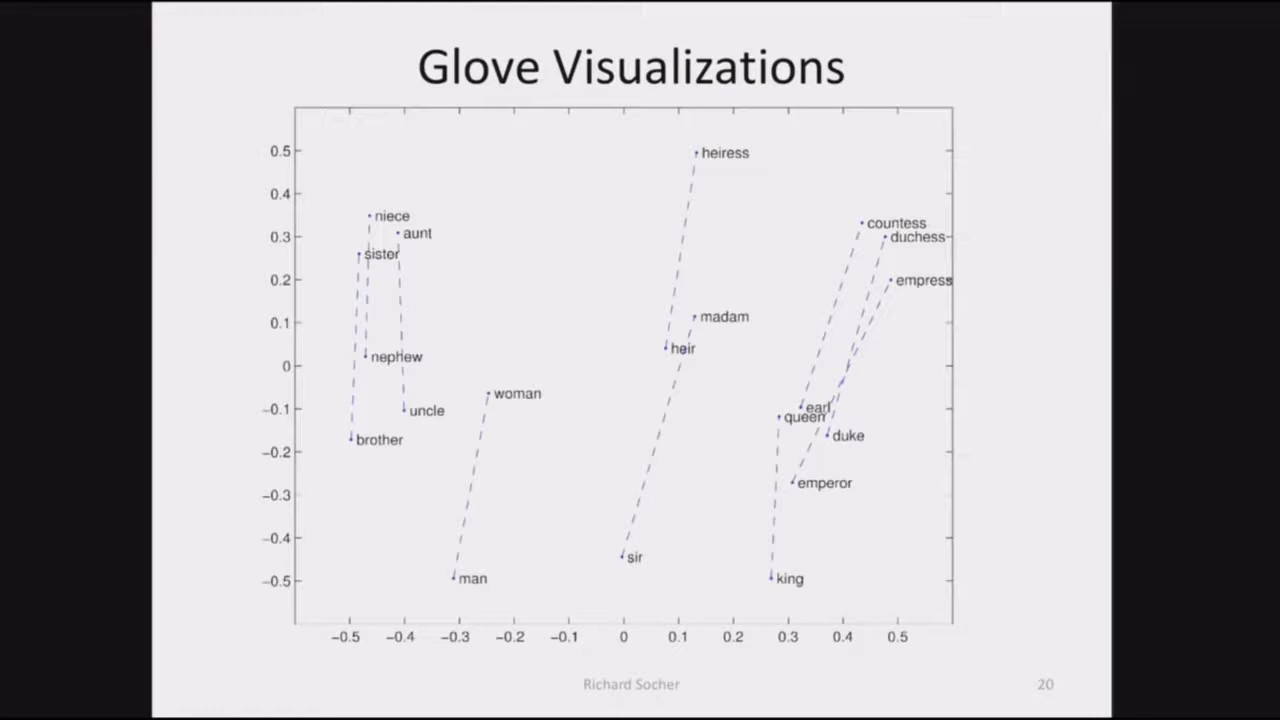 Glove Visualizations
0.5
0.4
0.3
0.2
0.1
0
−0.1
−0.2
−0.3
−0.4
−0.5
heiress
niece
countess
aunt
duchess
sister
empress
madam
heir
nephew
woman
earl
uncle
queen
duke
brother
emperor
sir
man
king
−0.5 −0.4 −0.3 −0.2 −0.1 0 0.1 0.2 0.3 0.4 0.5
Richard Socher 20